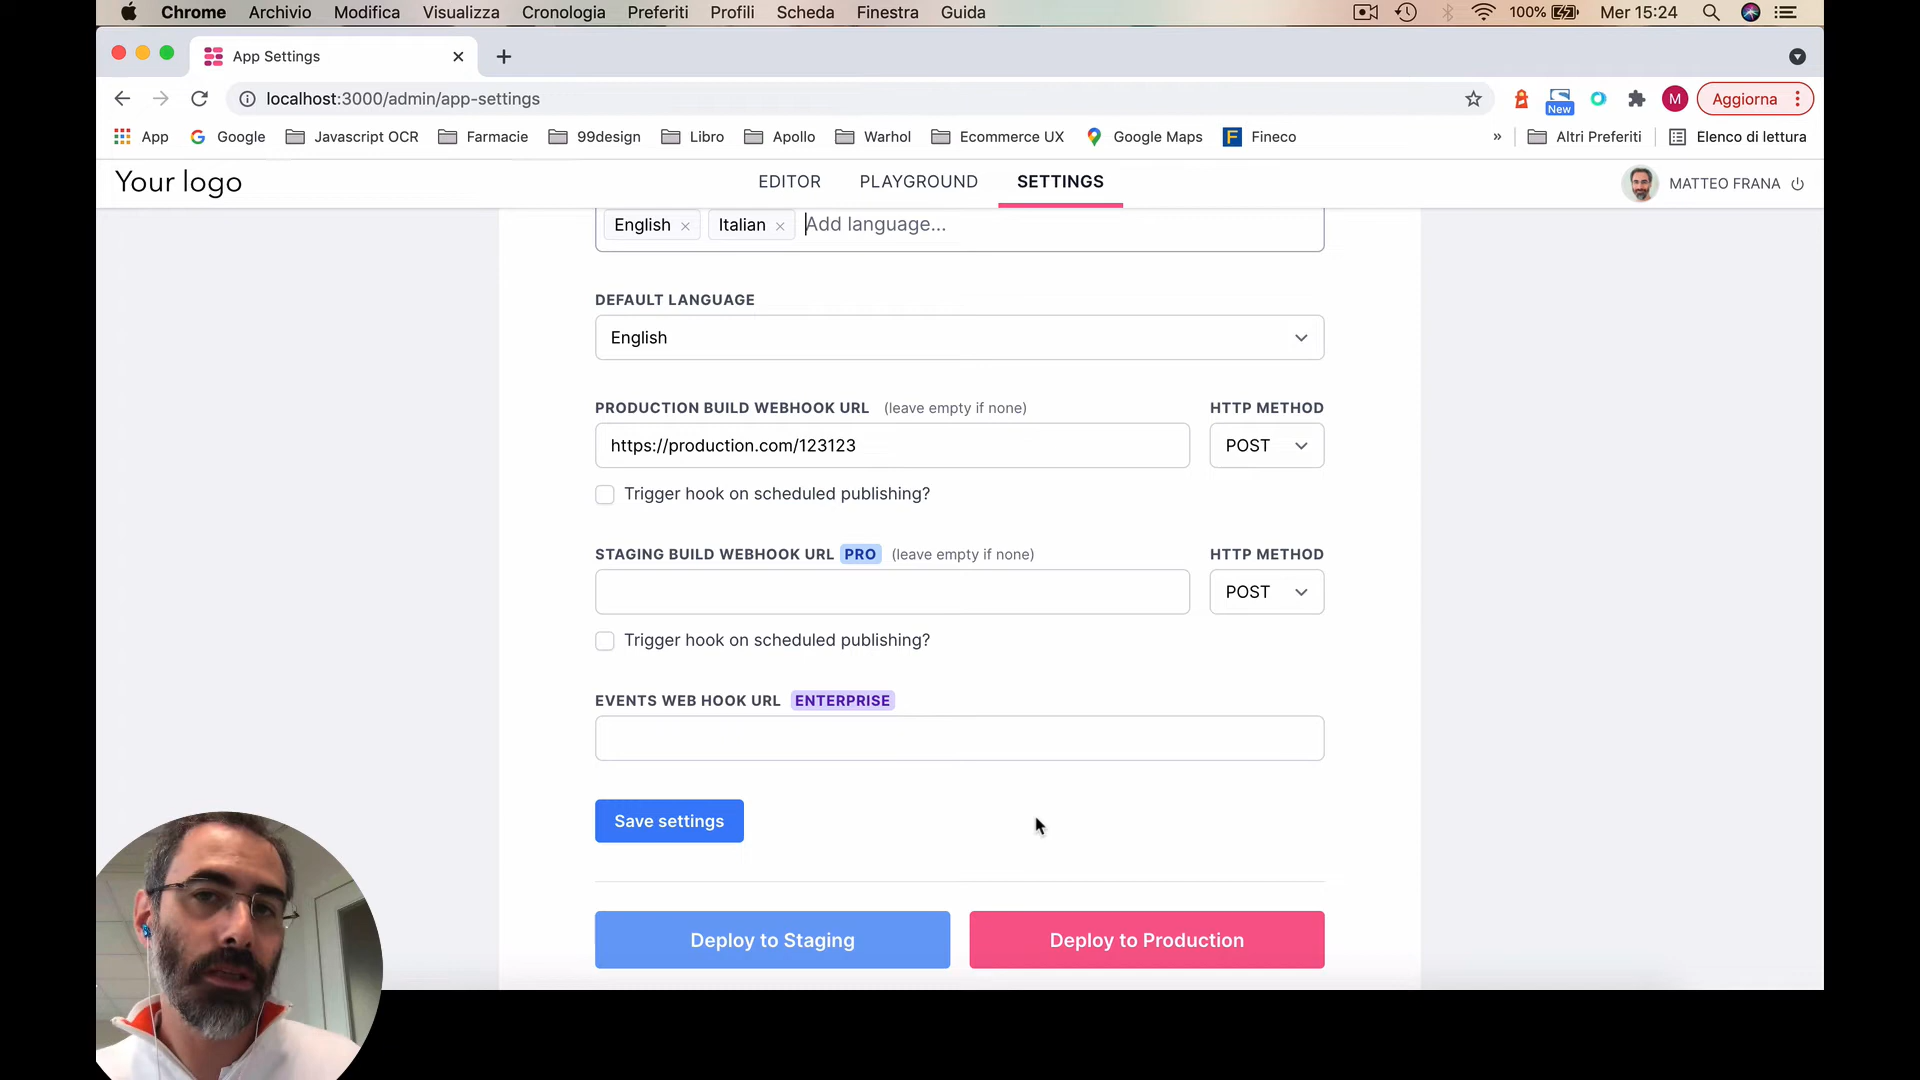 Chrome Archivio Modifica Visualizza Cronologia Preferiti Profili Scheda Finestra Guida 100% Mer 15:24
App Settings
localhost:3000/admin/app-settings New M Aggiorna
App Google Javascript OCR Farmacie 99design Libro Apollo Warhol Ecommerce UX Google Maps F Fineco » Altri Preferiti Elenco di lettura
Your logo EDITOR PLAYGROUND SETTINGS MATTEO FRANA
English × Italian × Add language...
DEFAULT LANGUAGE
English
PRODUCTION BUILD WEBHOOK URL (leave empty if none) HTTP METHOD
https://production.com/123123 POST
Trigger hook on scheduled publishing?
STAGING BUILD WEBHOOK URL PRO (leave empty if none) HTTP METHOD
POST
Trigger hook on scheduled publishing?
EVENTS WEB HOOK URL ENTERPRISE
Save settings
Deploy to Staging Deploy to Production